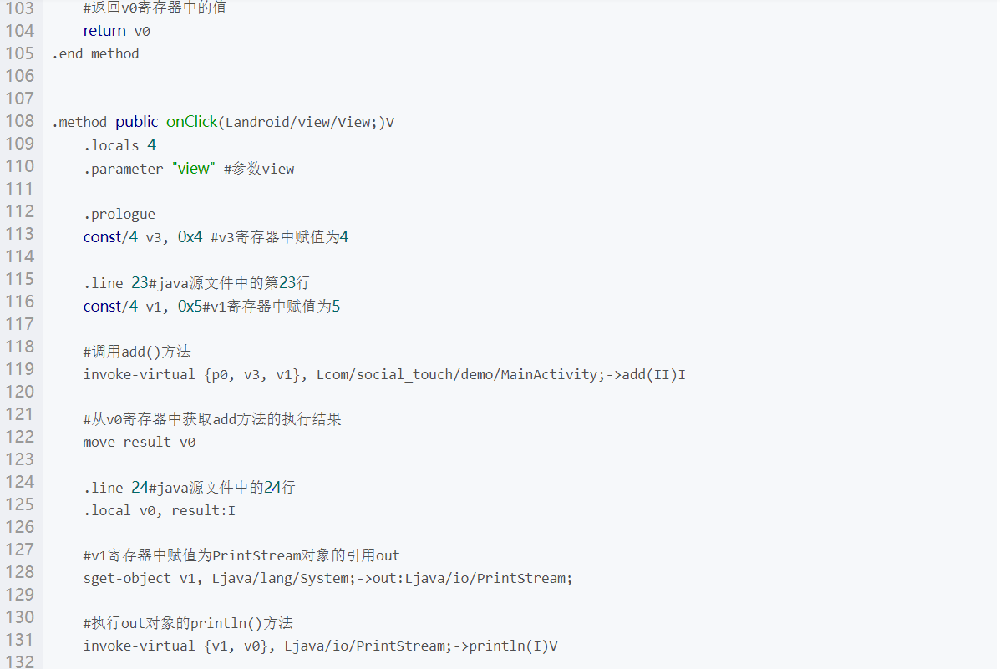 103 #返回v0寄存器中的值
104 return v0
105 .end method
106
107
108 .method public onClick(Landroid/view/View;)V
109 .locals 4
110 .parameter "view" #参数view
111
112 .prologue
113 const/4 v3, 0x4 #v3寄存器中赋值为4
114
115 .line 23#java源文件中的第23行
116 const/4 v1, 0x5#v1寄存器中赋值为5
117
118 #调用add()方法
119 invoke-virtual {p0, v3, v1}, Lcom/social_touch/demo/MainActivity;->add(II)I
120
121 #从v0寄存器中获取add方法的执行结果
122 move-result v0
123
124 .line 24#java源文件中的24行
125 .local v0, result:I
126
127 #v1寄存器中赋值为PrintStream对象的引用out
128 sget-object v1, Ljava/lang/System;->out:Ljava/io/PrintStream;
129
130 #执行out对象的println()方法
131 invoke-virtual {v1, v0}, Ljava/io/PrintStream;->println(I)V
132